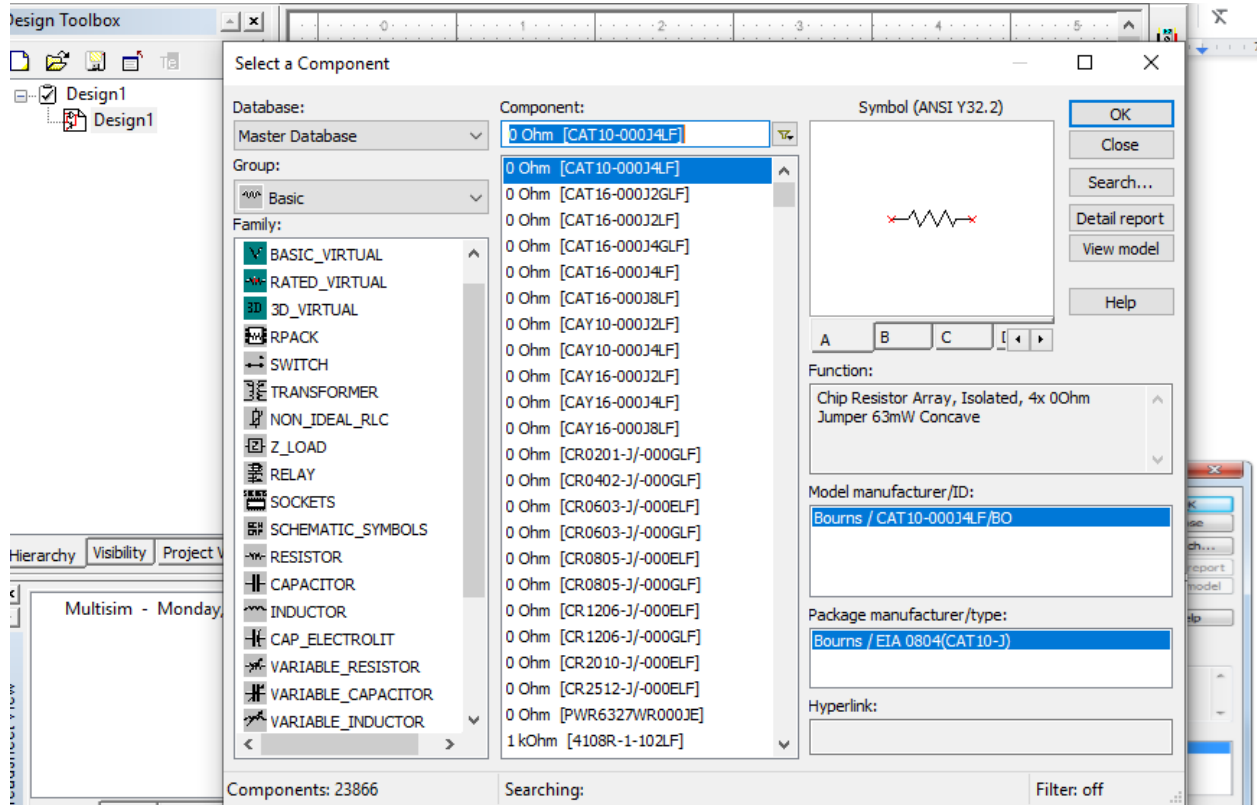 Design Toolbox
Design1
Design1
Hierarchy
Visibility
Multisim - Monday,
0
1
2
3
4
5
Select a Component
Database:
Master Database
Group:
Basic
Family:
BASIC_VIRTUAL
RATED_VIRTUAL
3D 3D_VIRTUAL
RPACK
SWITCH
TRANSFORMER
NON_IDEAL_RLC
Z Z_LOAD
RELAY
SOCKETS
SCHEMATIC_SYMBOLS
RESISTOR
CAPACITOR
INDUCTOR
CAP_ELECTROLIT
VARIABLE_RESISTOR
VARIABLE_CAPACITOR
VARIABLE_INDUCTOR
Component:
0 Ohm [CAT10-000J4LF]
0 Ohm [CAT10-000J4LF]
0 Ohm [CAT16-000J2GLF]
0 Ohm [CAT16-000J2LF]
0 Ohm [CAT16-000J4GLF]
0 Ohm [CAT16-000J4LF]
0 Ohm [CAT16-000J8LF]
0 Ohm [CAY10-000J2LF]
0 Ohm [CAY10-000J4LF]
0 Ohm [CAY16-000J2LF]
0 Ohm [CAY16-000J4LF]
0 Ohm [CAY16-000J8LF]
0 Ohm [CR0201-J/-000GLF]
0 Ohm [CR0402-J/-000GLF]
0 Ohm [CR0603-J/-000ELF]
0 Ohm [CR0603-J/-000GLF]
0 Ohm [CR0805-J/-000ELF]
0 Ohm [CR0805-J/-000GLF]
0 Ohm [CR1206-J/-000ELF]
0 Ohm [CR1206-J/-000GLF]
0 Ohm [CR2010-J/-000ELF]
0 Ohm [CR2512-J/-000ELF]
0 Ohm [PWR6327WR000JE]
1 kOhm [4108R-1-102LF]
Symbol (ANSI Y32.2)
A B C
Function:
Chip Resistor Array, Isolated, 4x 0Ohm
Jumper 63mW Concave
Model manufacturer/ID:
Bourns / CAT10-000J4LF/BO
Package manufacturer/type:
Bourns / EIA 0804(CAT10-J)
Hyperlink:
OK
Close
Search...
Detail report
View model
Help
Components: 23866
Searching:
Filter: off